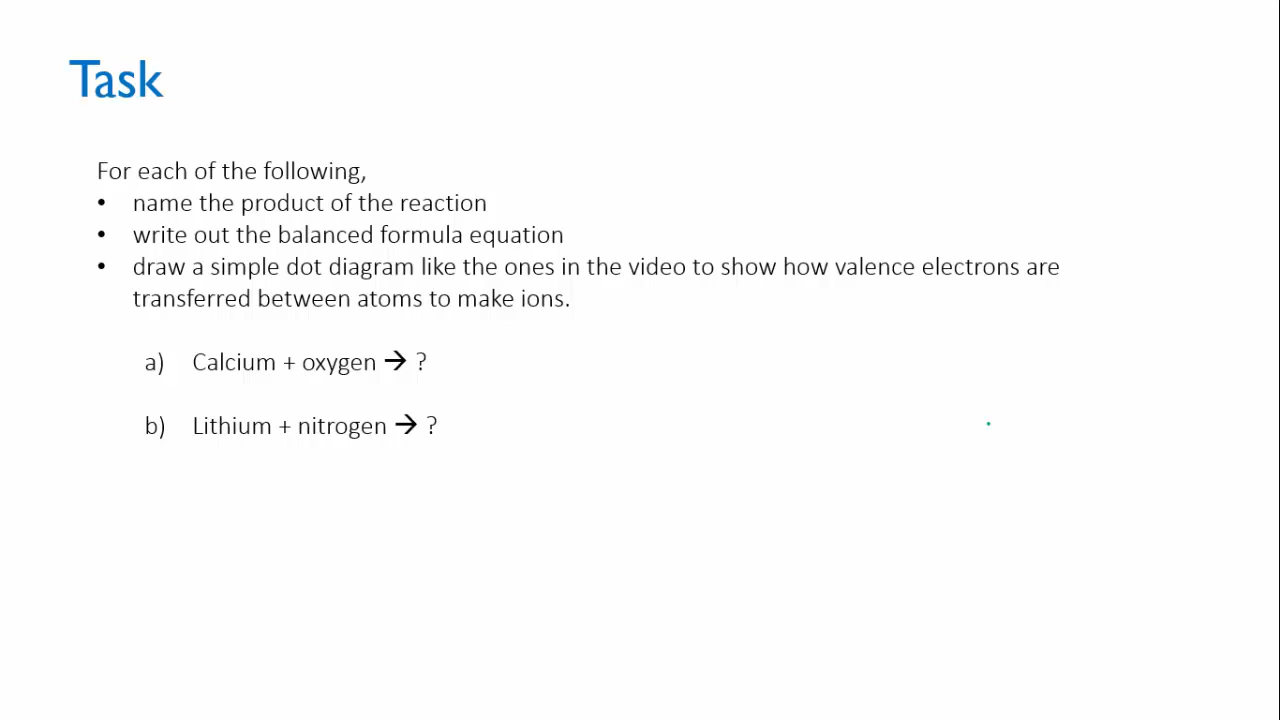 Task
For each of the following,
• name the product of the reaction
• write out the balanced formula equation
• draw a simple dot diagram like the ones in the video to show how valence electrons are
transferred between atoms to make ions.
a) Calcium + oxygen → ?
b) Lithium + nitrogen → ?